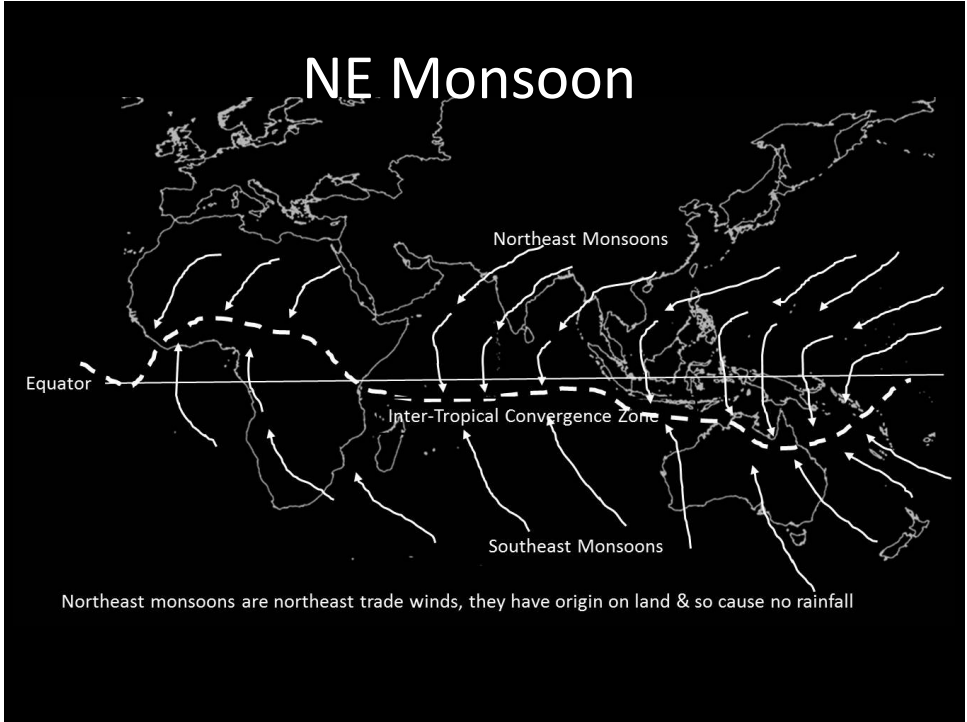 NE Monsoon
Northeast Monsoons
Equator
Inter-Tropical Convergence Zone
Southeast Monsoons
Northeast monsoons are northeast trade winds, they have origin on land & so cause no rainfall